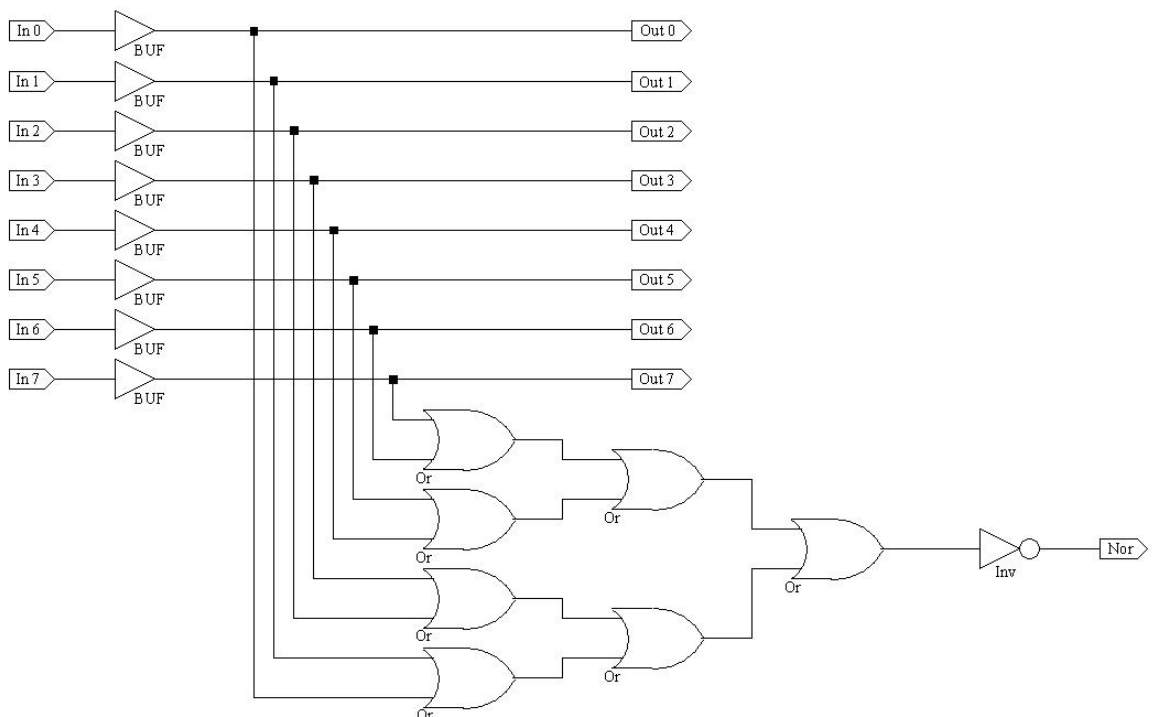 In 0
BUF
Out 0
In 1
BUF
Out 1
In 2
BUF
Out 2
In 3
BUF
Out 3
In 4
BUF
Out 4
In 5
BUF
Out 5
In 6
BUF
Out 6
In 7
BUF
Out 7
Or
Or
Or
Or
Or
Or
Or
Inv
Nor